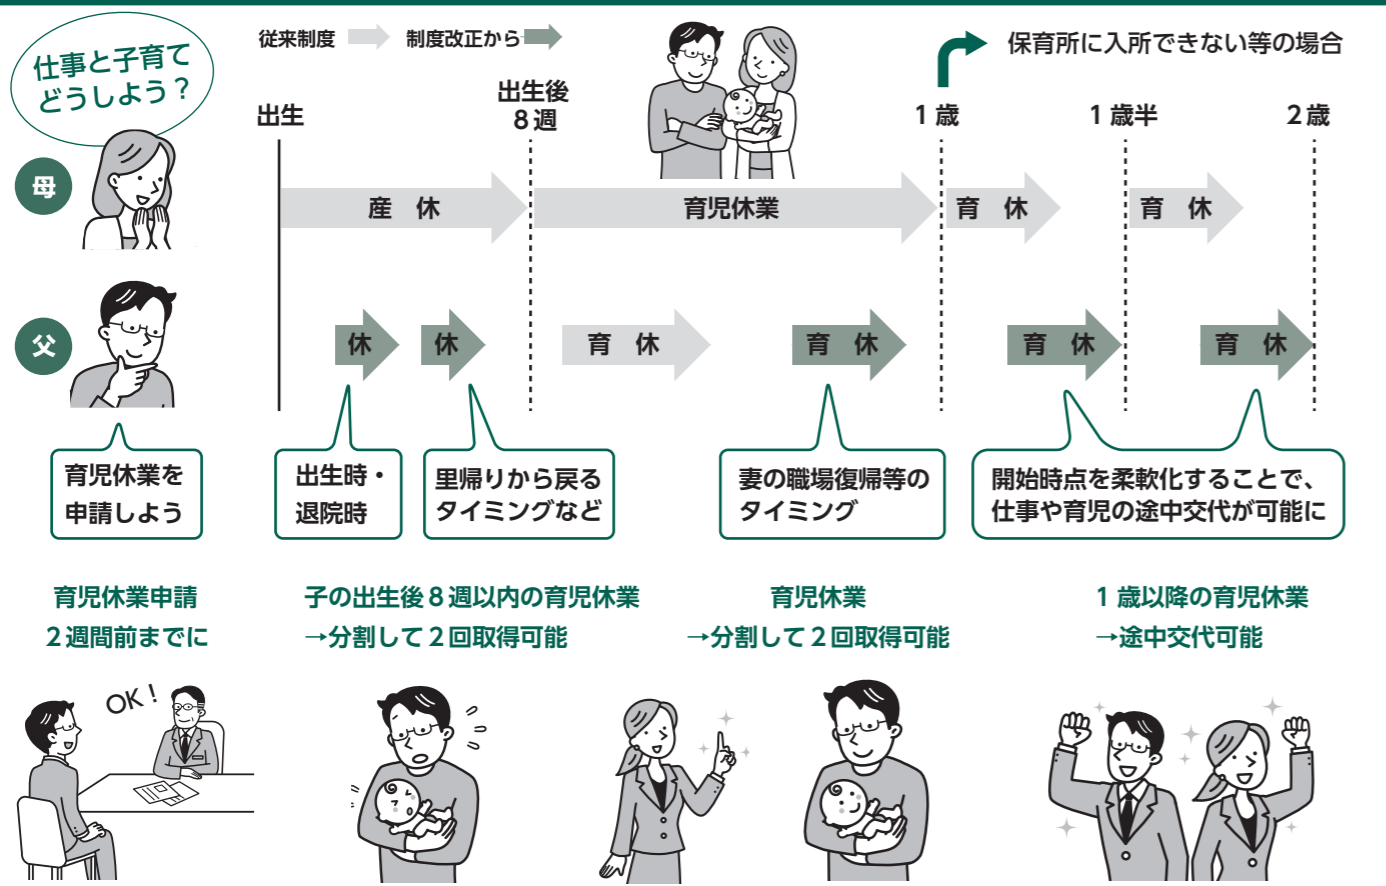 従来制度
制度改正から
仕事と子育て
どうしよう？
保育所に入所できない等の場合
出生
出生後
８週
１歳
１歳半
２歳
母
産　休
育児休業
育　休
育　休
父
休
休
育　休
育　休
育　休
育　休
育児休業を
申請しよう
出生時・
退院時
里帰りから戻る
タイミングなど
妻の職場復帰等の
タイミング
開始時点を柔軟化することで、
仕事や育児の途中交代が可能に
育児休業申請
２週間前までに
子の出生後８週以内の育児休業
→分割して２回取得可能
育児休業
→分割して２回取得可能
１歳以降の育児休業
→途中交代可能
OK！